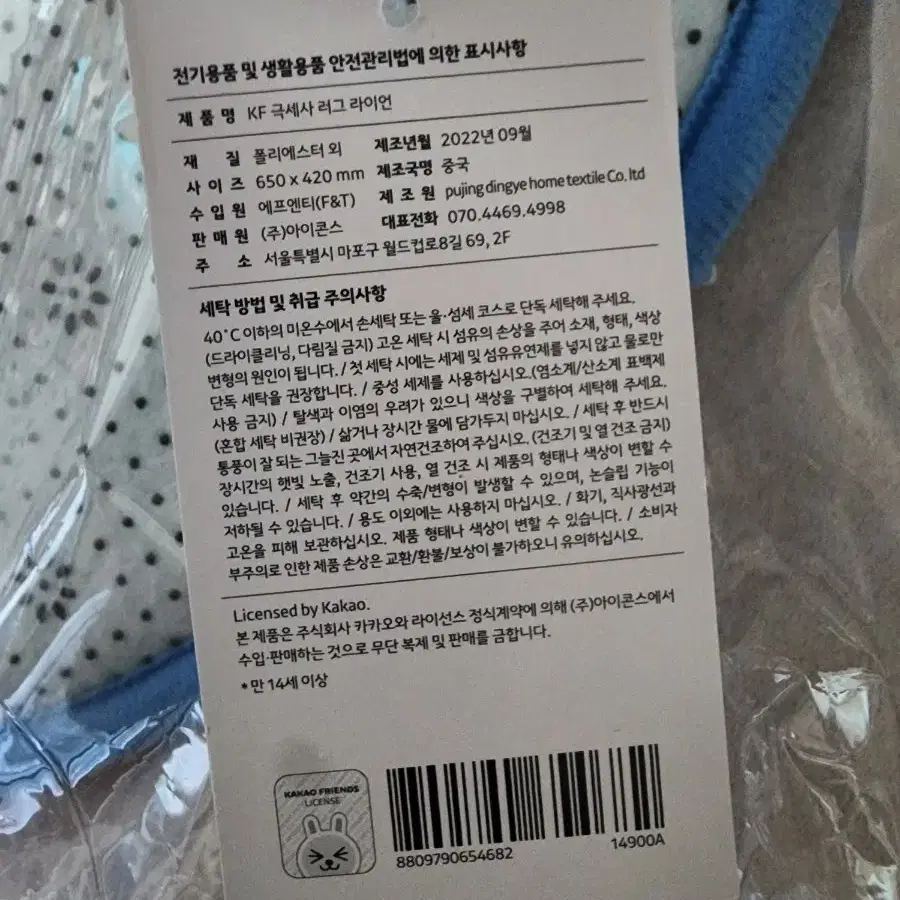 전기용품 및 생활용품 안전관리법에 의한 표시사항
제 품 명 KF 극세사 러그 라이언
재 질 폴리에스터 외 제조년월 2022년 09월
사 이 즈 650 x 420 mm 제조국명 중국
수 입 원 에프엔티(F&T) 제 조 원 pujing dingye home textile Co. ltd
판 매 원 (주)아이콘스 대표전화 070.4469.4998
주 소 서울특별시 마포구 월드컵로8길 69, 2F
세탁 방법 및 취급 주의사항
40˚C 이하의 미온수에서 손세탁 또는 울·섬세 코스로 단독 세탁해 주세요.
(드라이클리닝, 다림질 금지) 고온 세탁 시 섬유의 손상을 주어 소재, 형태, 색상
변형의 원인이 됩니다. / 첫 세탁 시에는 세제 및 섬유유연제를 넣지 않고 물로만
단독 세탁을 권장합니다. / 중성 세제를 사용하십시오.(염소계/산소계 표백제
사용 금지) / 탈색과 이염의 우려가 있으니 색상을 구별하여 세탁해 주세요.
(혼합 세탁 비권장) / 삶거나 장시간 물에 담가두지 마십시오. / 세탁 후 반드시
통풍이 잘 되는 그늘진 곳에서 자연건조하여 주십시오. (건조기 및 열 건조 금지)
장시간의 햇빛 노출, 건조기 사용, 열 건조 시 제품의 형태나 색상이 변할 수
있습니다. / 세탁 후 약간의 수축/변형이 발생할 수 있으며, 논슬립 기능이
저하될 수 있습니다. / 용도 이외에는 사용하지 마십시오. / 화기, 직사광선과
고온을 피해 보관하십시오. 제품 형태나 색상이 변할 수 있습니다. / 소비자
부주의로 인한 제품 손상은 교환/환불/보상이 불가하오니 유의하십시오.
Licensed by Kakao.
본 제품은 주식회사 카카오와 라이선스 정식계약에 의해 (주)아이콘스에서
수입·판매하는 것으로 무단 복제 및 판매를 금합니다.
*만 14세 이상
KAKAO FRIENDS
LICENSE
8809790654682
14900A